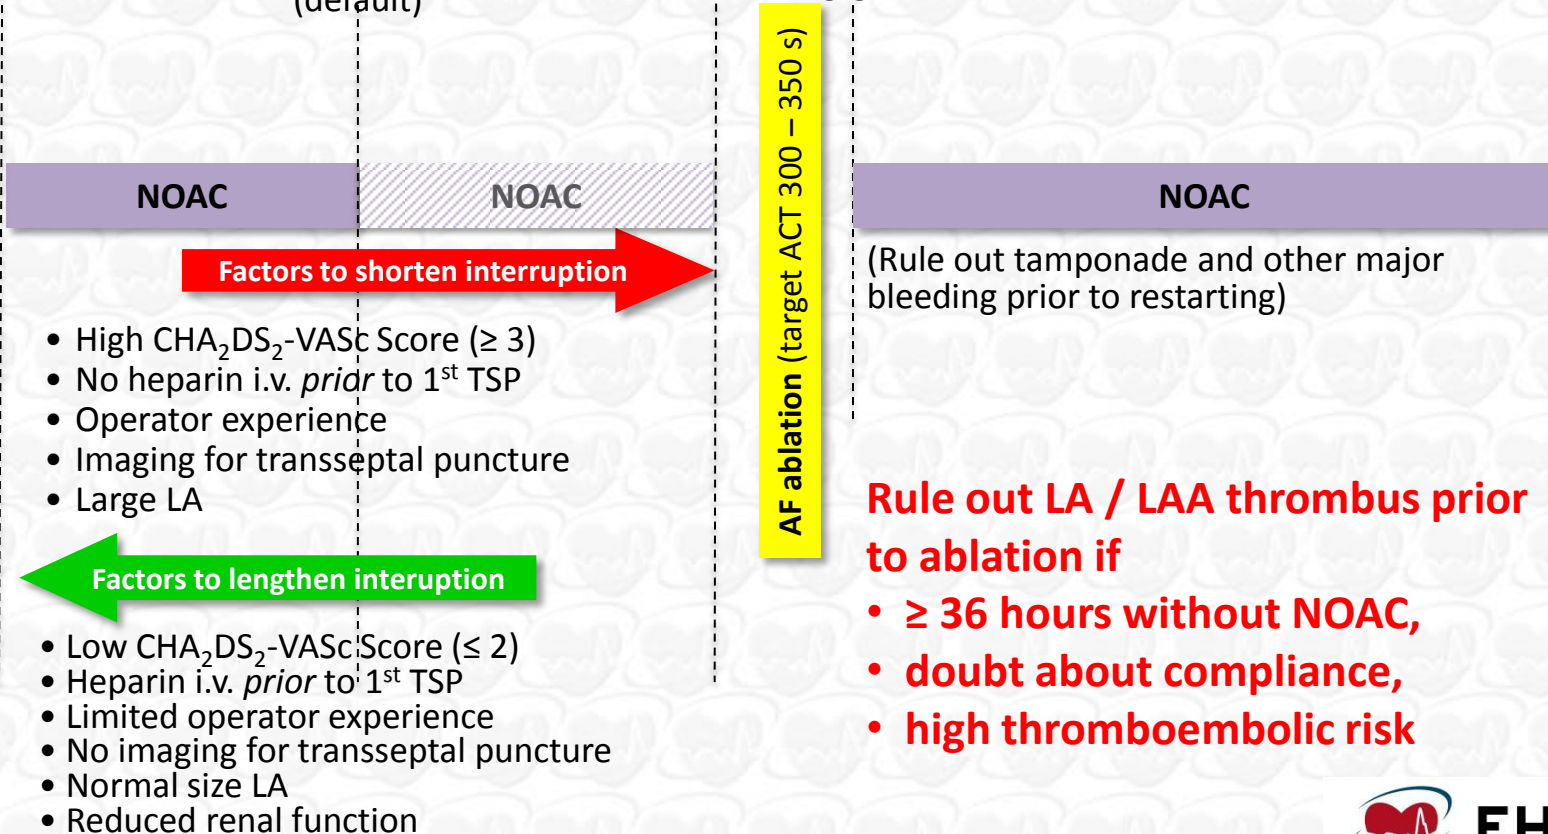 (default)
NOAC
NOAC
Factors to shorten interruption
• High CHA₂DS₂-VASc Score (≥ 3)
• No heparin i.v. prior to 1st TSP
• Operator experience
• Imaging for transseptal puncture
• Large LA
Factors to lengthen interuption
• Low CHA₂DS₂-VASc Score (≤ 2)
• Heparin i.v. prior to 1st TSP
• Limited operator experience
• No imaging for transseptal puncture
• Normal size LA
• Reduced renal function
AF ablation (target ACT 300 – 350 s)
NOAC
(Rule out tamponade and other major
bleeding prior to restarting)
Rule out LA / LAA thrombus prior
to ablation if
• ≥ 36 hours without NOAC,
• doubt about compliance,
• high thromboembolic risk